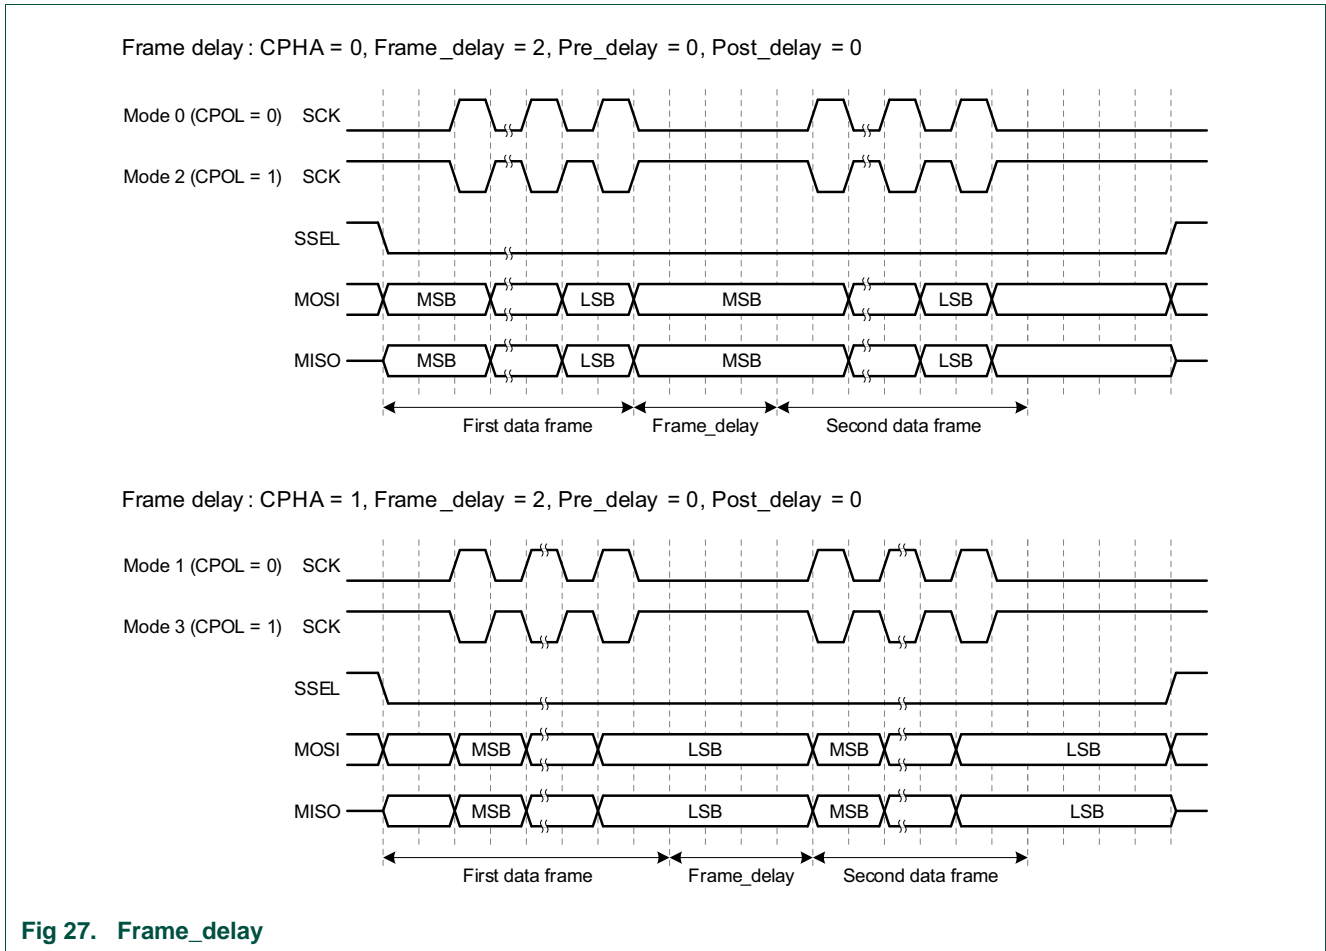 Frame delay : CPHA = 0, Frame_delay = 2, Pre_delay = 0, Post_delay = 0
Mode 0 (CPOL = 0) SCK
Mode 2 (CPOL = 1) SCK
SSEL
MOSI MSB LSB MSB LSB
MISO MSB LSB MSB LSB
First data frame Frame_delay Second data frame
Frame delay : CPHA = 1, Frame_delay = 2, Pre_delay = 0, Post_delay = 0
Mode 1 (CPOL = 0) SCK
Mode 3 (CPOL = 1) SCK
SSEL
MOSI MSB LSB MSB LSB
MISO MSB LSB MSB LSB
First data frame Frame_delay Second data frame
Fig 27. Frame_delay